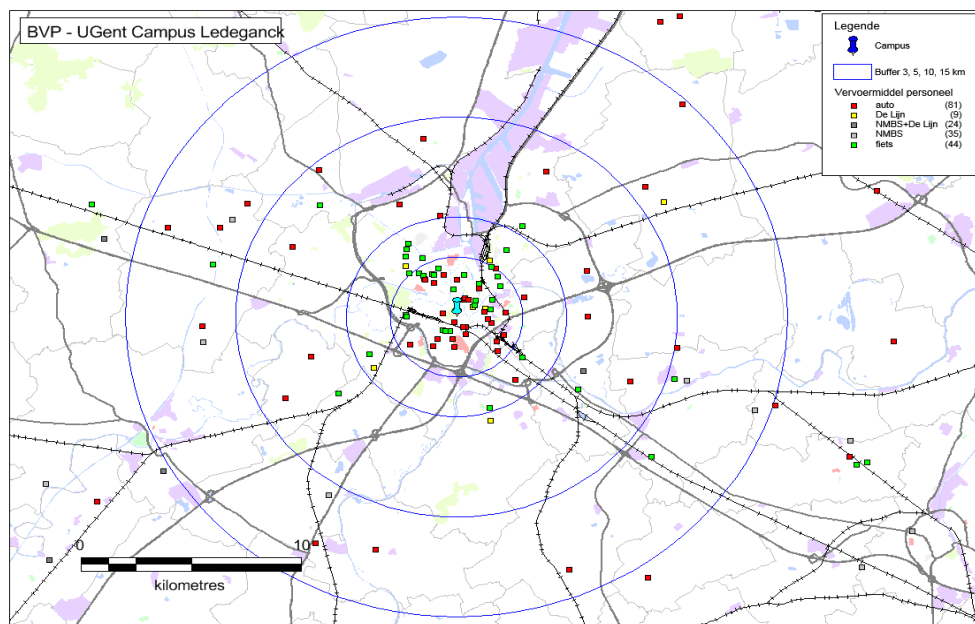 BVP - UGent Campus Ledeganck
Legende
Campus
Buffer 3, 5, 10, 15 km
Vervoermiddel personeel
auto (81)
De Lijn (9)
NMBS+De Lijn (24)
NMBS (35)
fiets (44)
0 10
kilometres